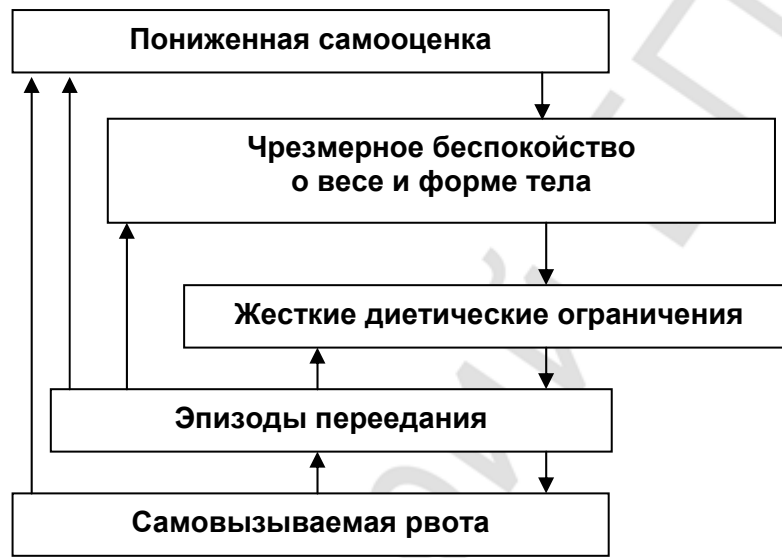 Пониженная самооценка
Чрезмерное беспокойство
о весе и форме тела
Жесткие диетические ограничения
Эпизоды переедания
Самовызываемая рвота